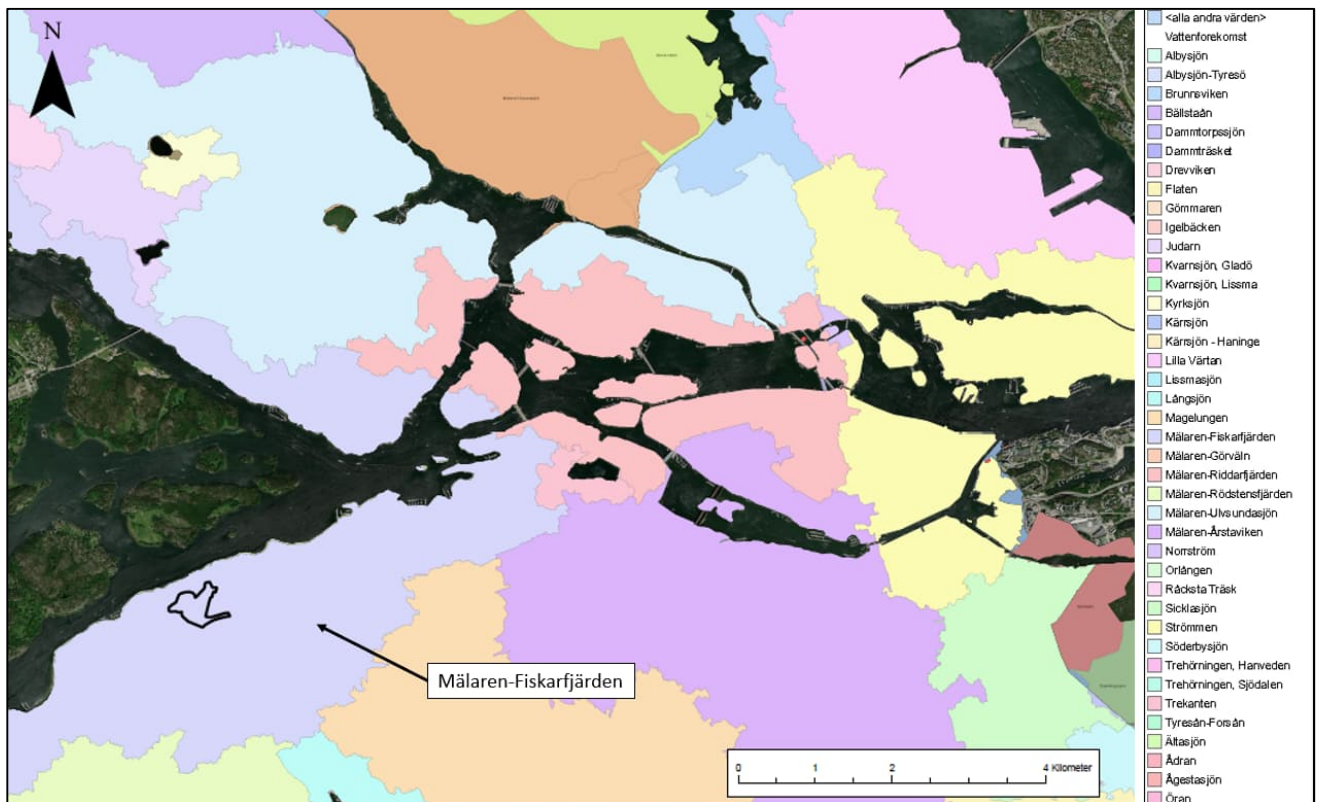 N
Mälaren-Fiskarfjärden
0 1 2 4 Kilometer
<alla andra värden>
Vattenforekomst
Albysjön
Albysjön-Tyresö
Brunnsviken
Bällstaån
Dammtorpssjön
Dammträsket
Drevviken
Flaten
Gömmaren
Igelbäcken
Judarn
Kvarnsjön, Gladö
Kvarnsjön, Lissma
Kyrksjön
Kärrsjön
Kärrsjön - Haninge
Lilla Värtan
Lissmasjön
Långsjön
Magelungen
Mälaren-Fiskarfjärden
Mälaren-Görväln
Mälaren-Riddarfjärden
Mälaren-Rödstensfjärden
Mälaren-Ulvsundasjön
Mälaren-Årstaviken
Norrström
Orlången
Råcksta Träsk
Sicklasjön
Strömmen
Söderbysjön
Trehörningen, Hanveden
Trehörningen, Sjödalen
Trekanten
Tyresån-Forsån
Ältasjön
Ådran
Ågestasjön
Öran